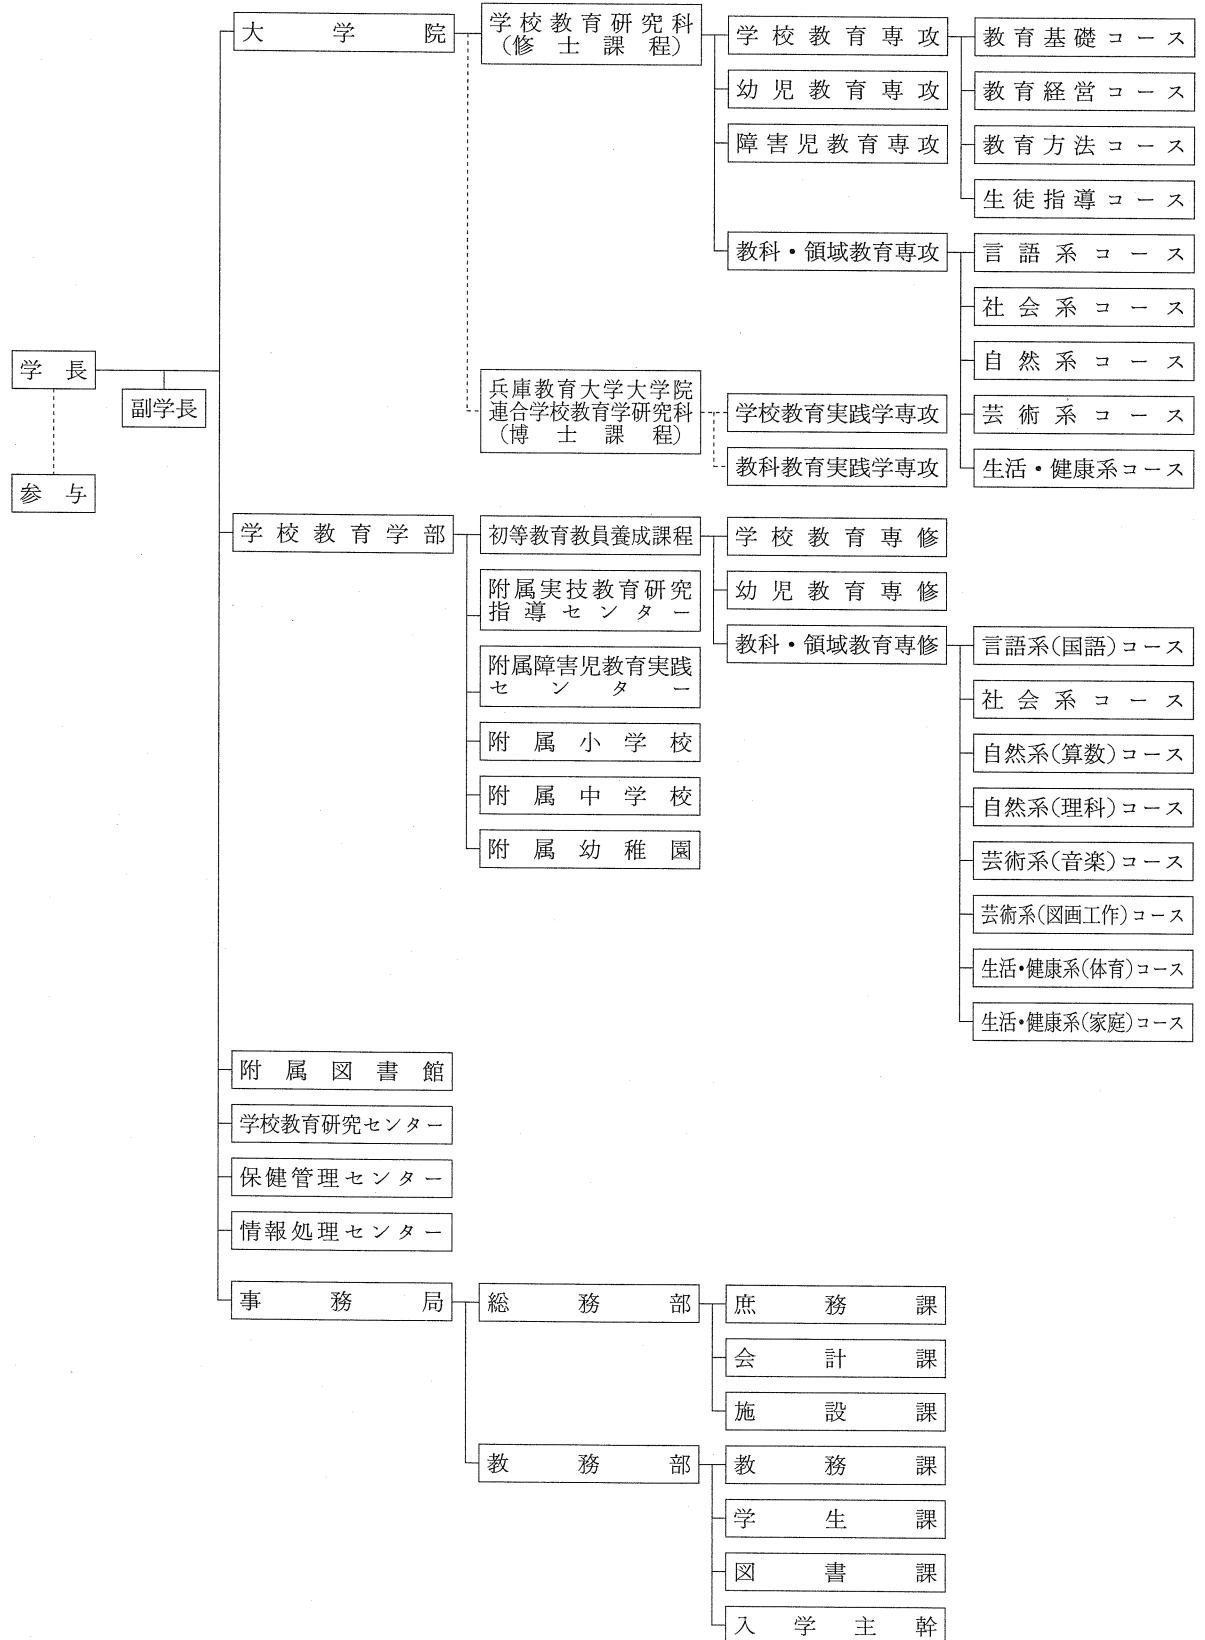 学長
副学長
参与
大学院
学校教育研究科
(修士課程)
学校教育専攻
教育基礎コース
教育経営コース
教育方法コース
生徒指導コース
幼児教育専攻
障害児教育専攻
教科・領域教育専攻
言語系コース
社会系コース
自然系コース
芸術系コース
生活・健康系コース
兵庫教育大学大学院
連合学校教育学研究科
(博士課程)
学校教育実践学専攻
教科教育実践学専攻
学校教育学部
初等教育教員養成課程
学校教育専修
幼児教育専修
教科・領域教育専修
言語系(国語)コース
社会系コース
自然系(算数)コース
自然系(理科)コース
芸術系(音楽)コース
芸術系(図画工作)コース
生活・健康系(体育)コース
生活・健康系(家庭)コース
附属実技教育研究
指導センター
附属障害児教育実践
センター
附属小学校
附属中学校
附属幼稚園
附属図書館
学校教育研究センター
保健管理センター
情報処理センター
事務局
総務部
庶務課
会計課
施設課
教務部
教務課
学生課
図書課
入学主幹